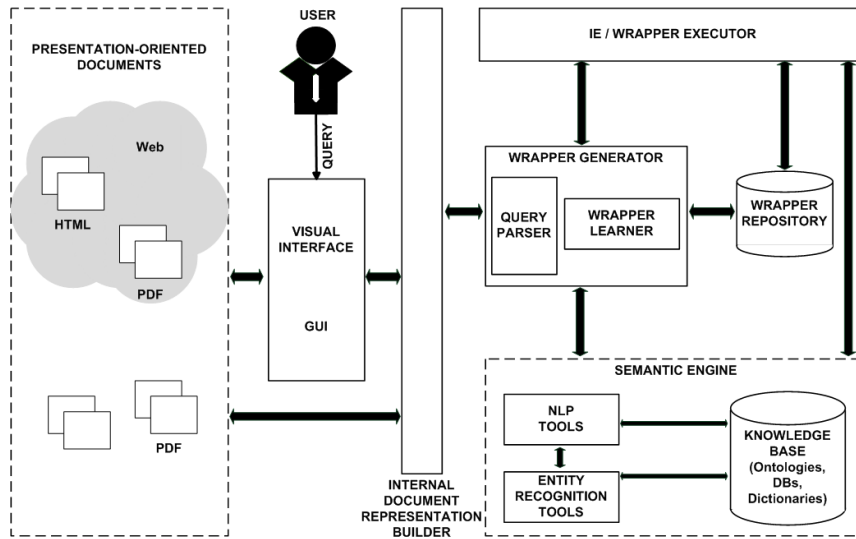 PRESENTATION-ORIENTED
DOCUMENTS
Web
HTML
PDF
PDF
USER
QUERY
VISUAL
INTERFACE
GUI
INTERNAL
DOCUMENT
REPRESENTATION
BUILDER
IE / WRAPPER EXECUTOR
WRAPPER GENERATOR
QUERY
PARSER
WRAPPER
LEARNER
WRAPPER
REPOSITORY
SEMANTIC ENGINE
NLP
TOOLS
ENTITY
RECOGNITION
TOOLS
KNOWLEDGE
BASE
(Ontologies,
DBs,
Dictionaries)